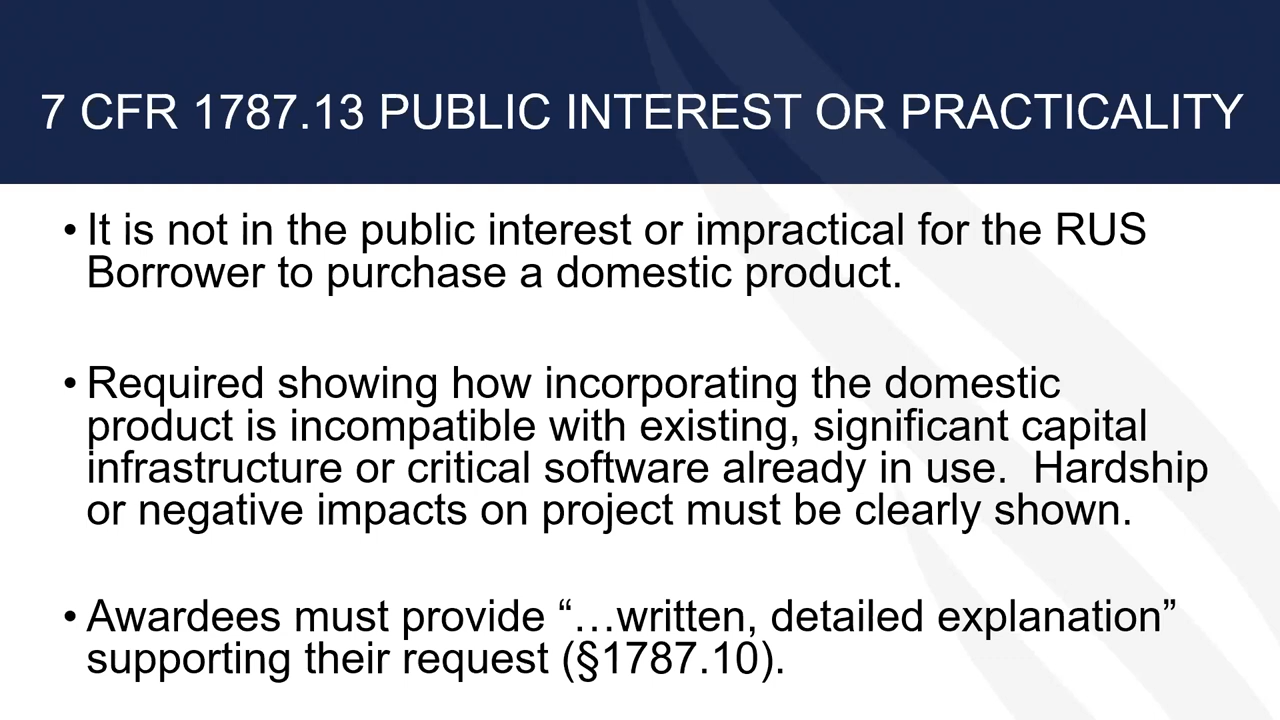 7 CFR 1787.13 PUBLIC INTEREST OR PRACTICALITY
• It is not in the public interest or impractical for the RUS
Borrower to purchase a domestic product.
• Required showing how incorporating the domestic
product is incompatible with existing, significant capital
infrastructure or critical software already in use.  Hardship
or negative impacts on project must be clearly shown.
• Awardees must provide “…written, detailed explanation”
supporting their request (§1787.10).